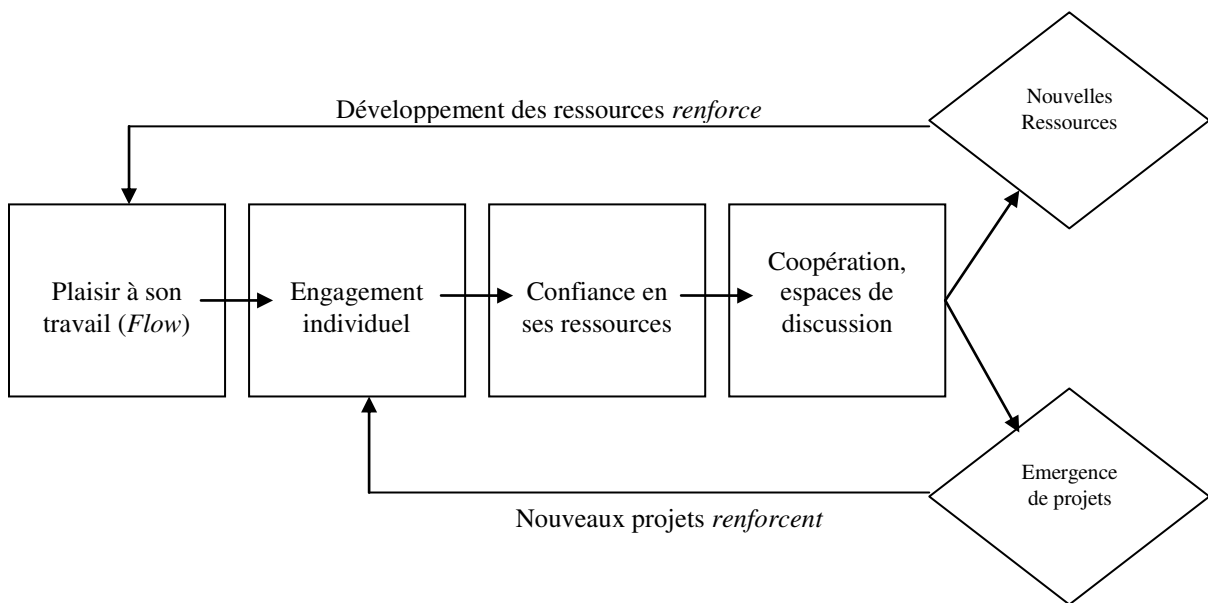 Nouvelles
Ressources
Développement des ressources renforce
Plaisir à son
travail (Flow)
Engagement
individuel
Confiance en
ses ressources
Coopération,
espaces de
discussion
Emergence
de projets
Nouveaux projets renforcent